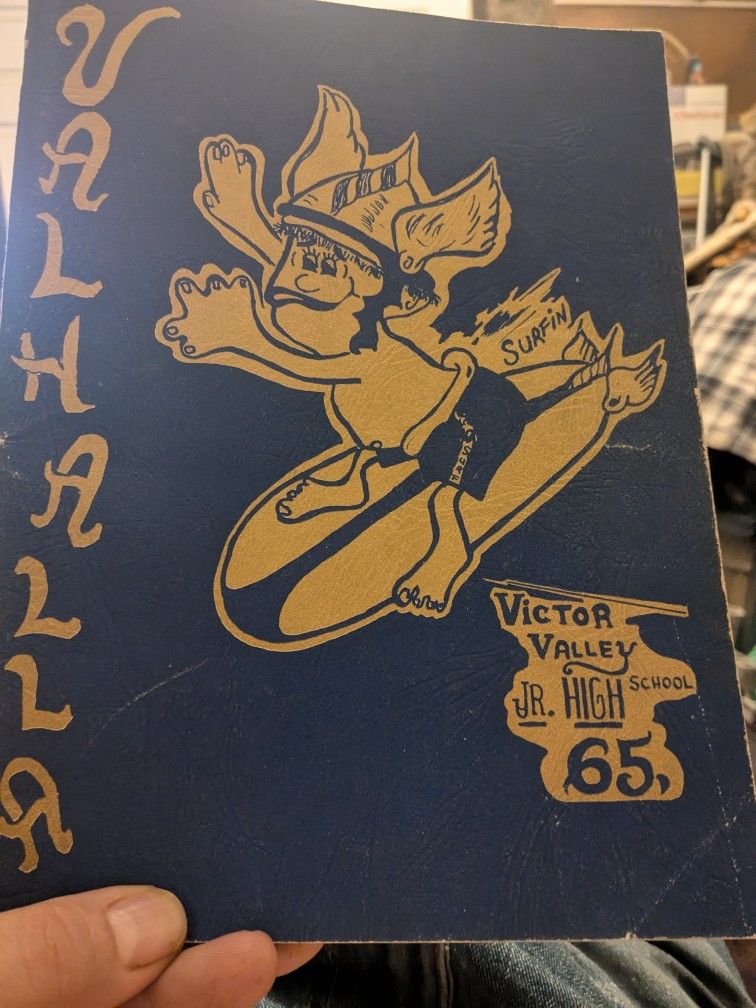 VALHALLA
SURFIN
VICTOR
VALLEY
JR. HIGH SCHOOL
65,